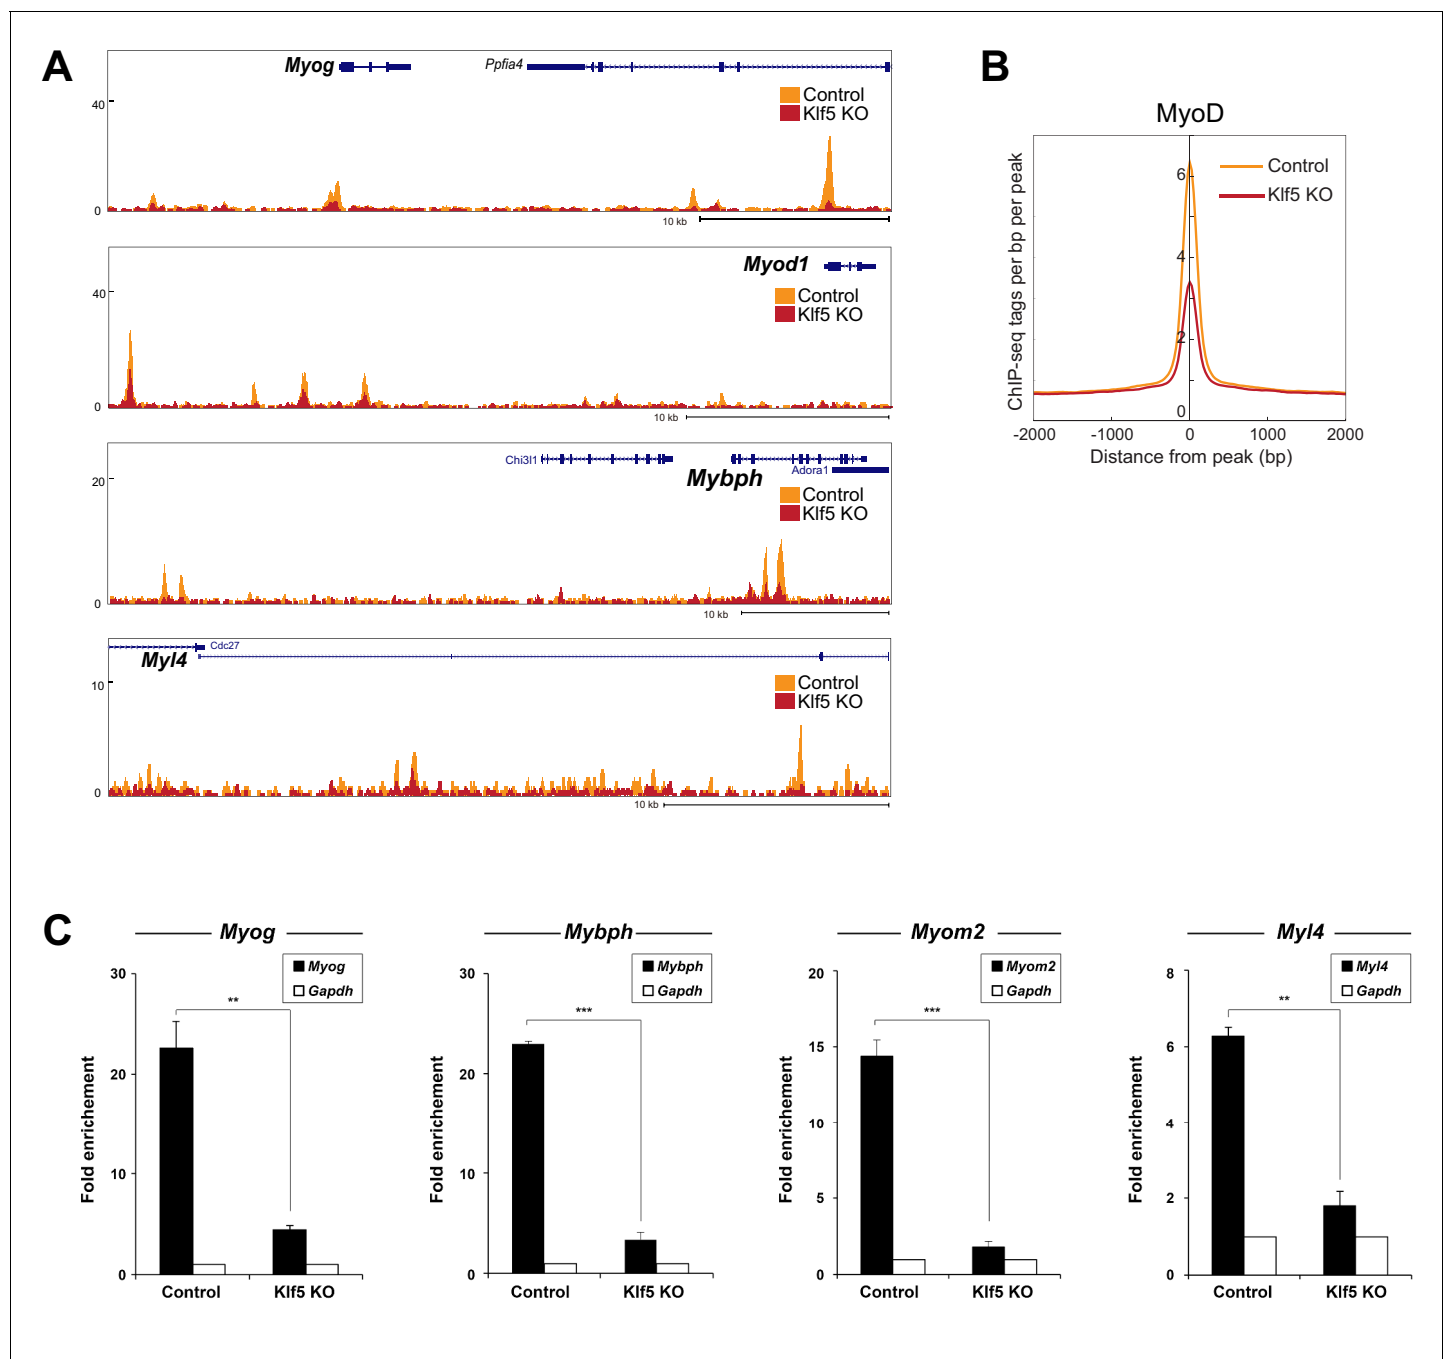 A
Myog
Ppfia4
40
Control
Klf5 KO
0
10 kb
Myod1
40
Control
Klf5 KO
0
10 kb
Chi3l1
Mybph
Adora1
20
Control
Klf5 KO
0
10 kb
Cdc27
Myl4
10
Control
Klf5 KO
0
10 kb
B
MyoD
ChIP-seq tags per bp per peak
Control
Klf5 KO
6
4
2
0
-2000 -1000 0 1000 2000
Distance from peak (bp)
C
Myog
30
20
10
0
Fold enrichement
Myog
Gapdh
**
Control Klf5 KO
Mybph
30
20
10
0
Fold enrichement
Mybph
Gapdh
***
Control Klf5 KO
Myom2
20
15
10
5
0
Fold enrichement
Myom2
Gapdh
***
Control Klf5 KO
Myl4
8
6
4
2
0
Fold enrichement
Myl4
Gapdh
**
Control Klf5 KO